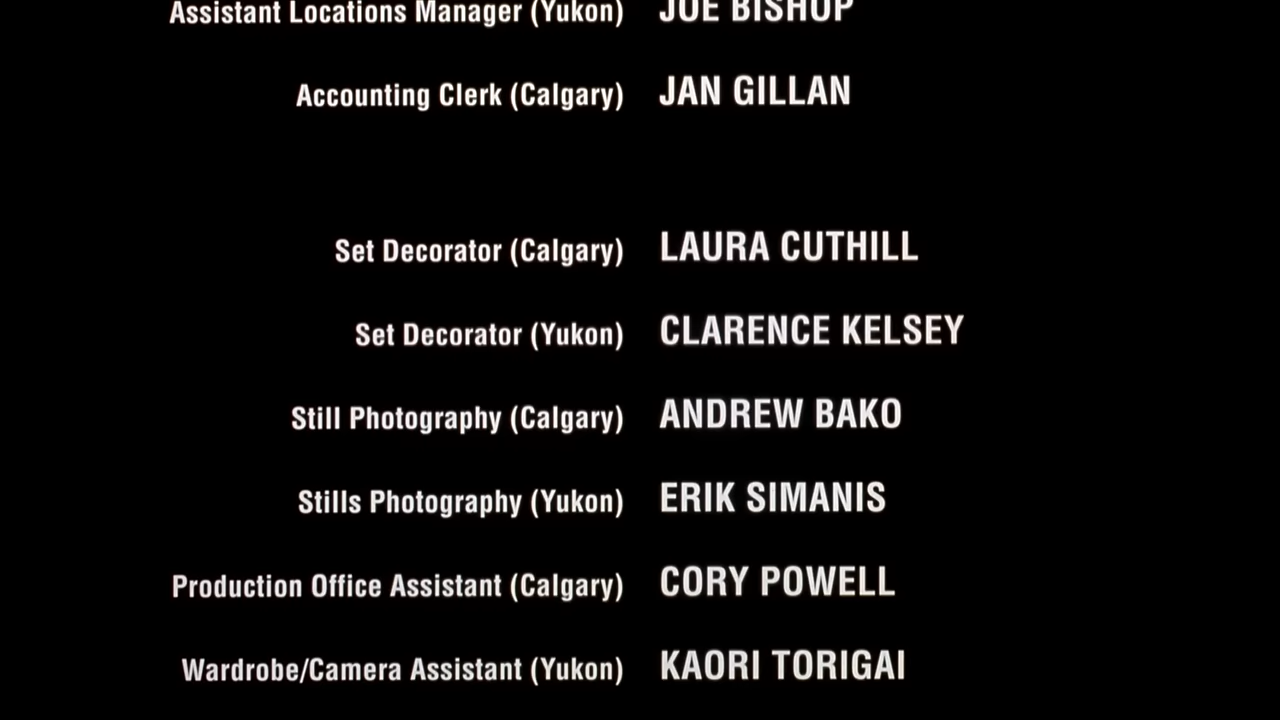 Assistant Locations Manager (Yukon) JOE BISHOP
Accounting Clerk (Calgary) JAN GILLAN
Set Decorator (Calgary) LAURA CUTHILL
Set Decorator (Yukon) CLARENCE KELSEY
Still Photography (Calgary) ANDREW BAKO
Stills Photography (Yukon) ERIK SIMANIS
Production Office Assistant (Calgary) CORY POWELL
Wardrobe/Camera Assistant (Yukon) KAORI TORIGAI